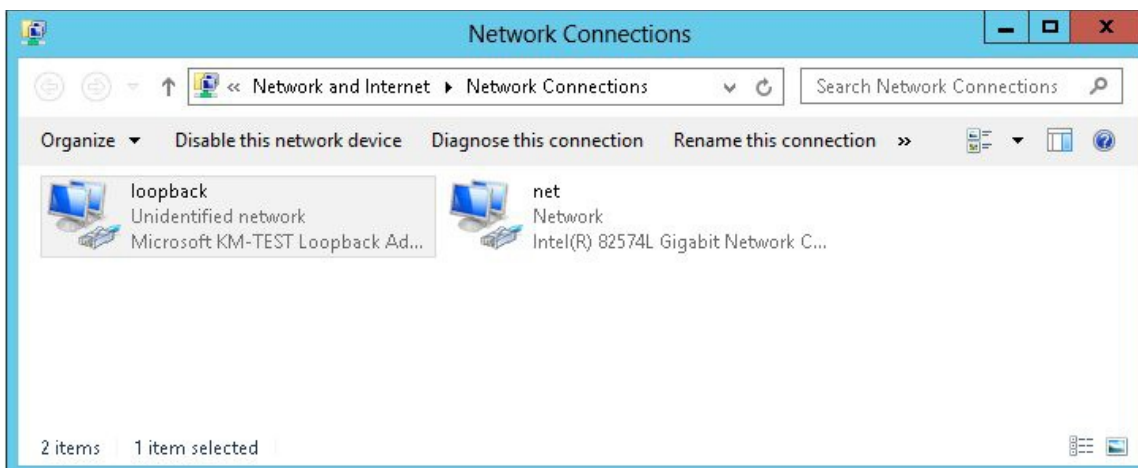 Network Connections
« Network and Internet ▸ Network Connections
Search Network Connections
Organize Disable this network device Diagnose this connection Rename this connection »
loopback
Unidentified network
Microsoft KM-TEST Loopback Ad...
net
Network
Intel(R) 82574L Gigabit Network C...
2 items 1 item selected